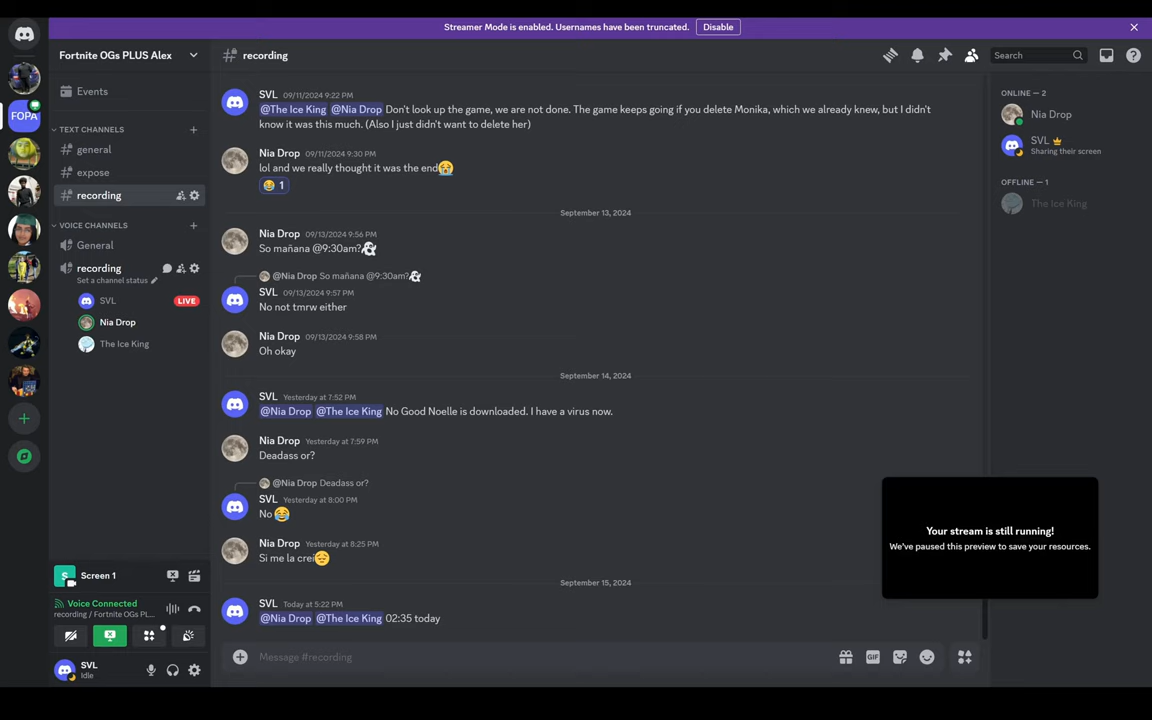 Streamer Mode is enabled. Usernames have been truncated. Disable
Fortnite OGs PLUS Alex
recording
Search
FOPA
Events
TEXT CHANNELS
general
expose
recording
VOICE CHANNELS
General
recording
Set a channel status
SVL LIVE
Nia Drop
The Ice King
SVL 09/11/2024 9:22 PM
@The Ice King @Nia Drop Don't look up the game, we are not done. The game keeps going if you delete Monika, which we already knew, but I didn't
know it was this much. (Also I just didn't want to delete her)
Nia Drop 09/11/2024 9:30 PM
lol and we really thought it was the end😭
😂 1
September 13, 2024
Nia Drop 09/13/2024 9:56 PM
So mañana @9:30am?👻
@Nia Drop So mañana @9:30am?👻
SVL 09/13/2024 9:57 PM
No not tmrw either
Nia Drop 09/13/2024 9:58 PM
Oh okay
September 14, 2024
SVL Yesterday at 7:52 PM
@Nia Drop @The Ice King No Good Noelle is downloaded. I have a virus now.
Nia Drop Yesterday at 7:59 PM
Deadass or?
@Nia Drop Deadass or?
SVL Yesterday at 8:00 PM
No 😂
Nia Drop Yesterday at 8:25 PM
Si me la crei😔
September 15, 2024
SVL Today at 5:22 PM
@Nia Drop @The Ice King 02:35 today
Message #recording
GIF
ONLINE — 2
Nia Drop
SVL
Sharing their screen
OFFLINE — 1
The Ice King
Your stream is still running!
We've paused this preview to save your resources.
S Screen 1
Voice Connected
recording / Fortnite OGs PL...
SVL
Idle